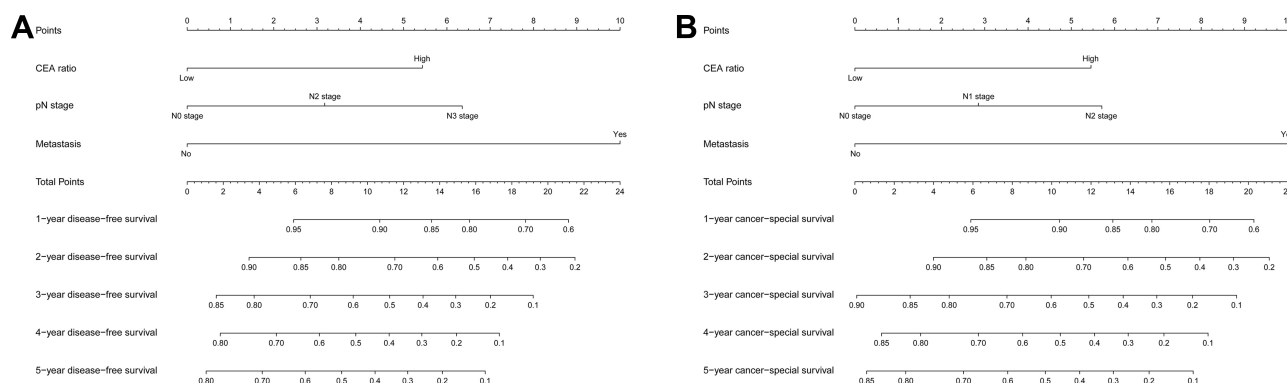 A
Points
0 1 2 3 4 5 6 7 8 9 10
CEA ratio
High
Low
pN stage
N2 stage
N0 stage N3 stage
Metastasis
Yes
No
Total Points
0 2 4 6 8 10 12 14 16 18 20 22 24
1−year disease−free survival
0.95 0.90 0.85 0.80 0.70 0.6
2−year disease−free survival
0.90 0.85 0.80 0.70 0.6 0.5 0.4 0.3 0.2
3−year disease−free survival
0.85 0.80 0.70 0.6 0.5 0.4 0.3 0.2 0.1
4−year disease−free survival
0.80 0.70 0.60 0.5 0.4 0.3 0.2 0.1
5−year disease−free survival
0.80 0.70 0.60 0.5 0.4 0.3 0.2 0.1
B
Points
0 1 2 3 4 5 6 7 8 9
CEA ratio
High
Low
pN stage
N1 stage
N0 stage N2 stage
Metastasis
No
Total Points
0 2 4 6 8 10 12 14 16 18 20
1−year cancer−special survival
0.95 0.90 0.85 0.80 0.70 0.6
2−year cancer−special survival
0.90 0.85 0.80 0.70 0.6 0.5 0.4 0.3 0.2
3−year cancer−special survival
0.90 0.85 0.80 0.70 0.6 0.5 0.4 0.3 0.2 0.1
4−year cancer−special survival
0.85 0.80 0.70 0.6 0.5 0.4 0.3 0.2 0.1
5−year cancer−special survival
0.85 0.80 0.70 0.60 0.5 0.4 0.3 0.2 0.1